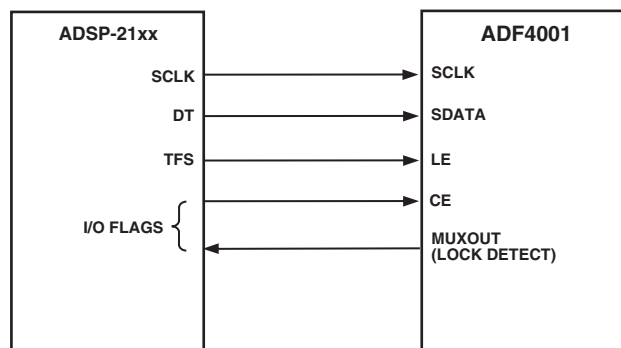 ADSP-21xx
ADF4001
SCLK
SCLK
DT
SDATA
TFS
LE
CE
I/O FLAGS
MUXOUT
(LOCK DETECT)